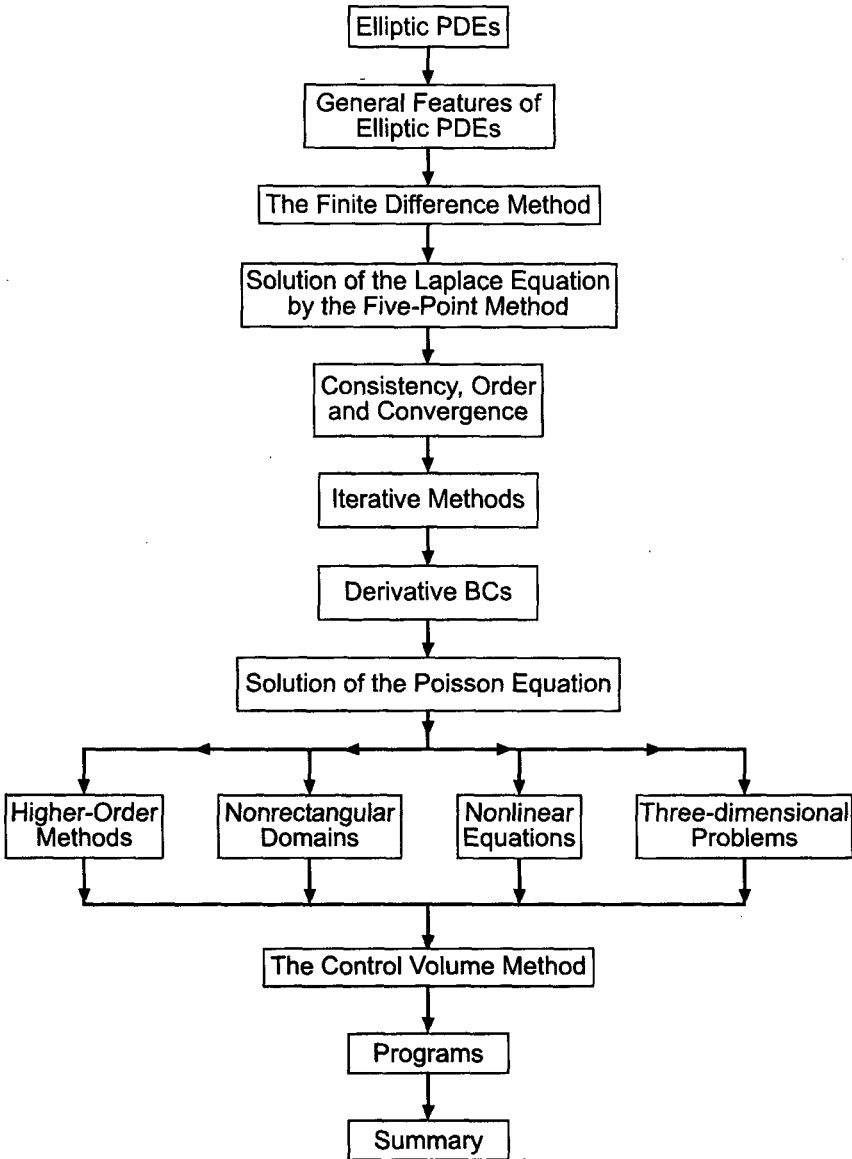 Elliptic PDEs
General Features of
Elliptic PDEs
The Finite Difference Method
Solution of the Laplace Equation
by the Five-Point Method
Consistency, Order
and Convergence
Iterative Methods
Derivative BCs
Solution of the Poisson Equation
Higher-Order
Methods
Nonrectangular
Domains
Nonlinear
Equations
Three-dimensional
Problems
The Control Volume Method
Programs
Summary